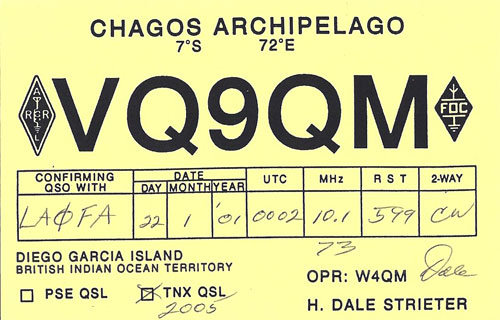 CHAGOS ARCHIPELAGO
7°S 72°E
ARRL VQ9QM FOC
CONFIRMING QSO WITH DATE DAY MONTH YEAR UTC MHz R S T 2-WAY
LAØFA 22 1 '01 0002 10.1 599 CW
73
DIEGO GARCIA ISLAND
BRITISH INDIAN OCEAN TERRITORY
OPR: W4QM Dale
PSE QSL TNX QSL
2005
H. DALE STRIETER